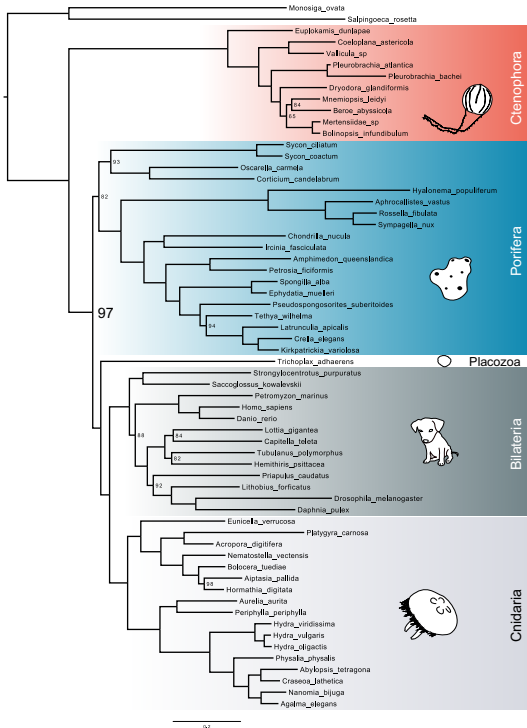 Monosiga_ovata
Salpingoeca_rosetta
Euplokamis_dunlapae
Coeloplana_astericola
Vallicula_sp
Pleurobrachia_atlantica
Pleurobrachia_bachei
Dryodora_glandiformis
Mnemiopsis_leidyi
84
Beroe_abyssicola
65
Mertensiidae_sp
Bolinopsis_infundibulum
Ctenophora
Sycon_ciliatum
Sycon_coactum
93
Oscarella_carmela
Corticium_candelabrum
82
Hyalonema_populiferum
Aphrocallistes_vastus
Rossella_fibulata
Sympagella_nux
Chondrilla_nucula
Ircinia_fasciculata
Amphimedon_queenslandica
Petrosia_ficiformis
Spongilla_alba
Ephydatia_muelleri
Pseudospongosorites_suberitoides
Tethya_wilhelma
94
Latrunculia_apicalis
Crella_elegans
Kirkpatrickia_variolosa
Porifera
97
Trichoplax_adhaerens
Placozoa
Strongylocentrotus_purpuratus
Saccoglossus_kowalevskii
Petromyzon_marinus
Homo_sapiens
Danio_rerio
88
Lottia_gigantea
84
Capitella_teleta
Tubulanus_polymorphus
82
Hemithiris_psittacea
Priapulus_caudatus
92
Lithobius_forficatus
Drosophila_melanogaster
Daphnia_pulex
Bilateria
Eunicella_verrucosa
Platygyra_carnosa
Acropora_digitifera
Nematostella_vectensis
Bolocera_tuediae
Aiptasia_pallida
98
Hormathia_digitata
Aurelia_aurita
Periphylla_periphylla
Hydra_viridissima
Hydra_vulgaris
Hydra_oligactis
Physalia_physalis
Abylopsis_tetragona
Craseoa_lathetica
Nanomia_bijuga
Agalma_elegans
Cnidaria
0.2